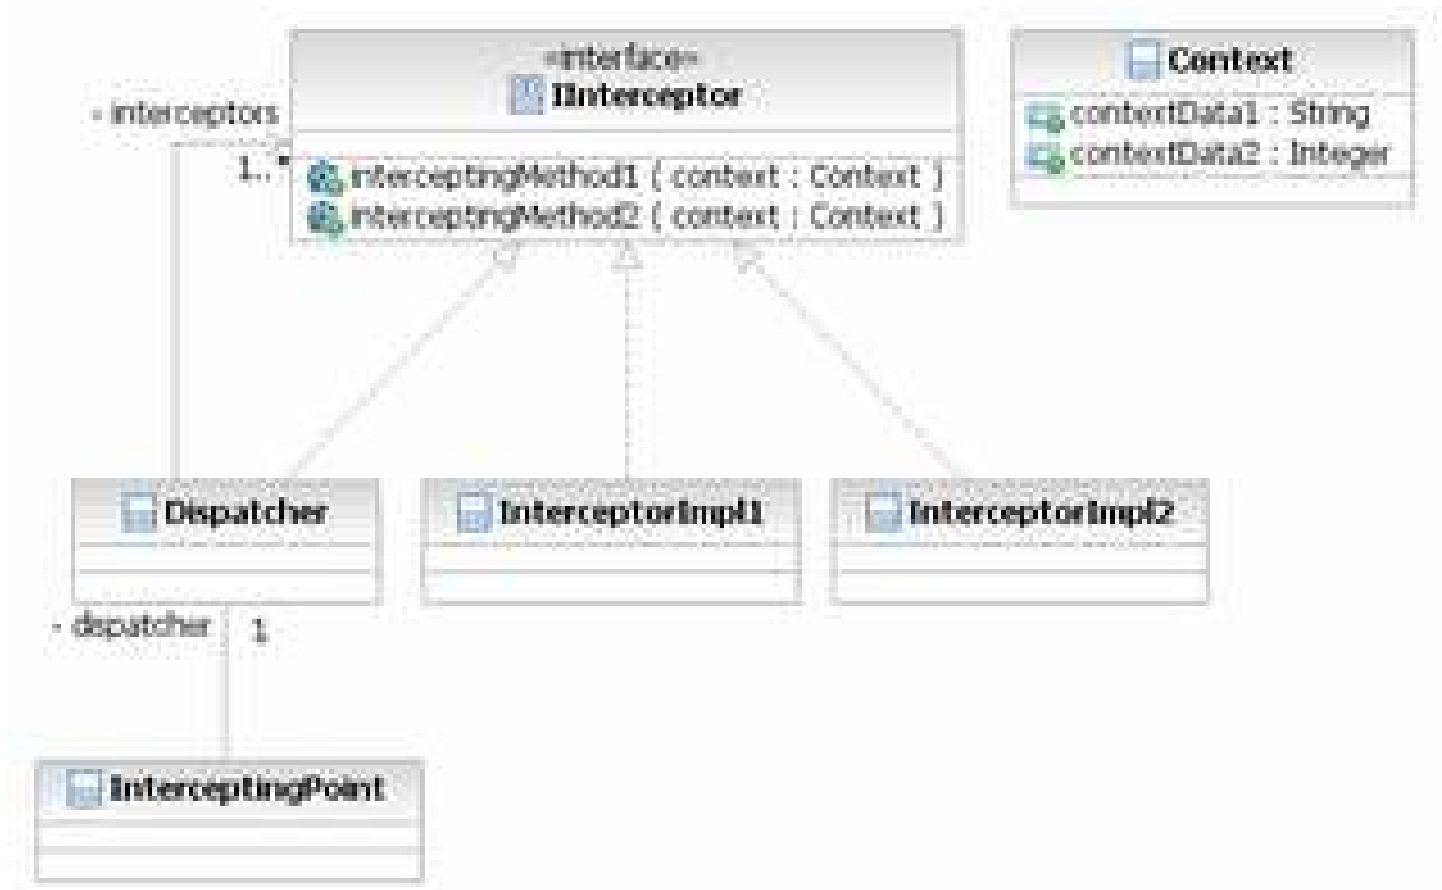 «interface»
IInterceptor
- interceptors
1..*
interceptingMethod1 ( context : Context )
interceptingMethod2 ( context : Context )
Context
contextData1 : String
contextData2 : Integer
Dispatcher
InterceptorImpl1
InterceptorImpl2
- dispatcher
1
InterceptingPoint